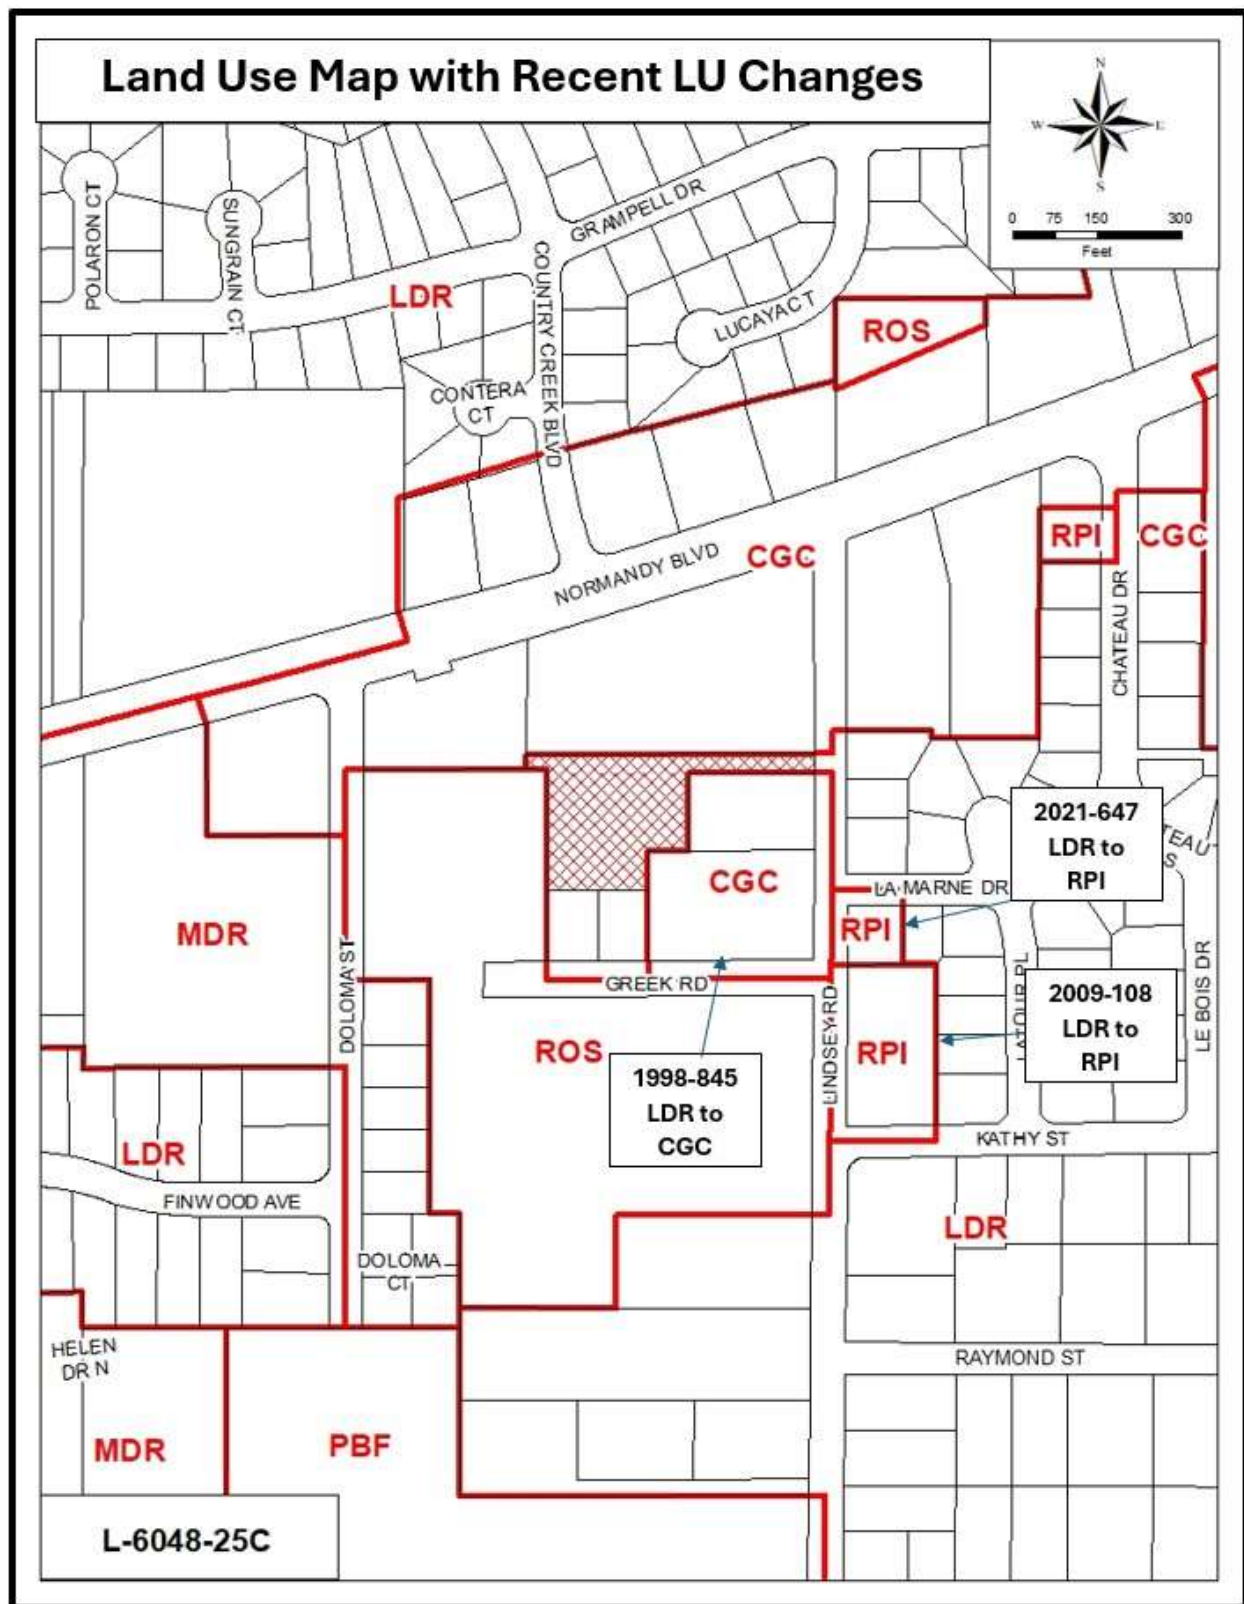 Land Use Map with Recent LU Changes
N
W
E
S
0 75 150 300
Feet
POLARON CT
SUNGRAIN CT
GRAMPELL DR
COUNTRY CREEK BLVD
LDR
LUCAYA CT
ROS
CONTERA
CT
NORMANDY BLVD
CGC
RPI
CGC
CHATEAU DR
2021-647
LDR to
RPI
TEAU
S
CGC
LA MARNE DR
MDR
RPI
DOLOMA ST
GREEK RD
LATOUR PL
LE BOIS DR
2009-108
LDR to
RPI
ROS
LINDSEY RD
RPI
1998-845
LDR to
CGC
KATHY ST
LDR
FINWOOD AVE
LDR
DOLOMA
CT
HELEN
DR N
RAYMOND ST
MDR
PBF
L-6048-25C